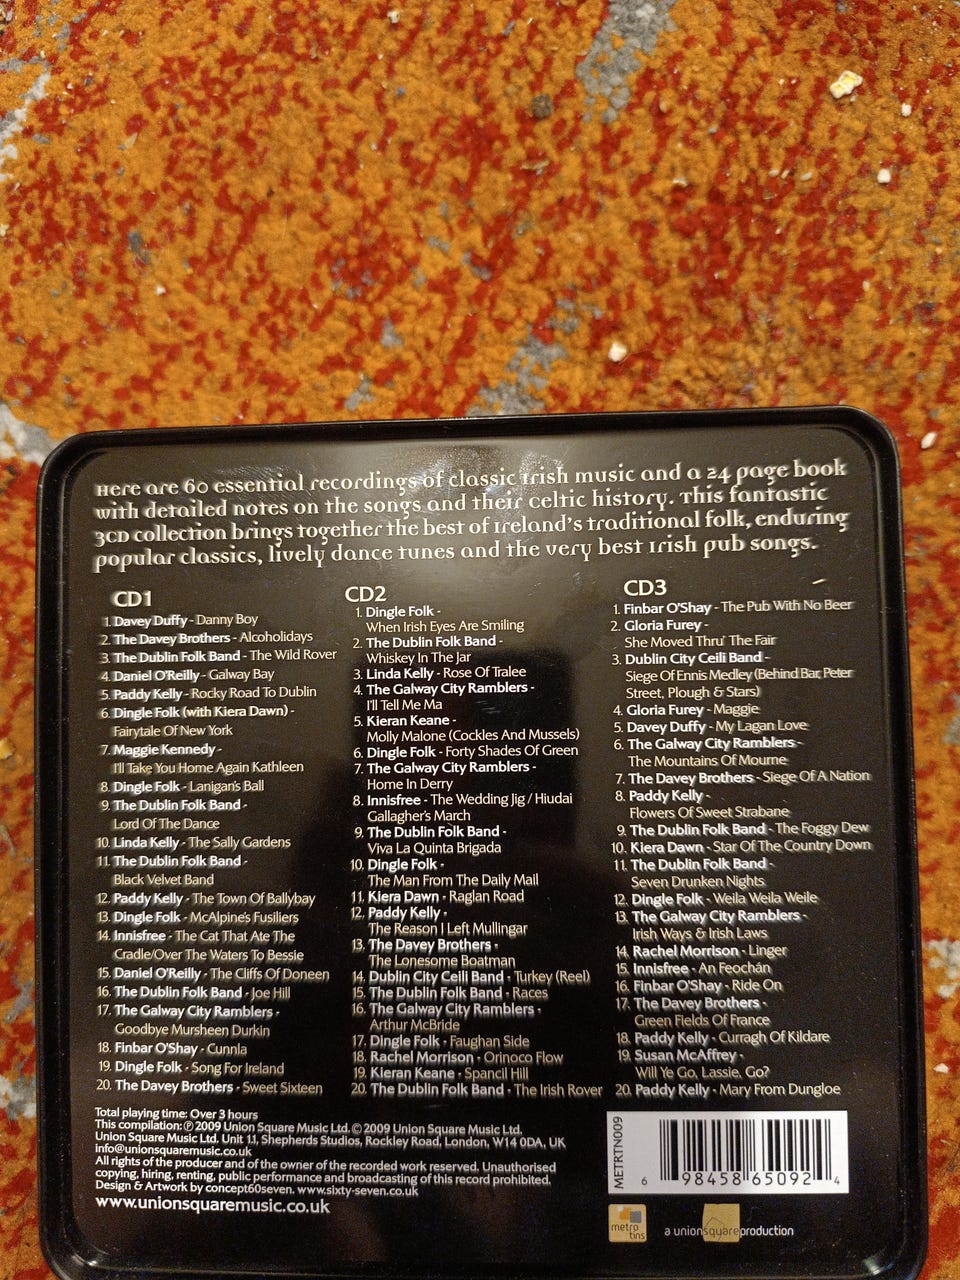 Here are 60 essential recordings of classic Irish music and a 24 page book
with detailed notes on the songs and their celtic history. This fantastic
3CD collection brings together the best of Ireland's traditional folk, enduring
popular classics, lively dance tunes and the very best Irish pub songs.
CD1
1. Davey Duffy - Danny Boy
2. The Davey Brothers - Alcoholidays
3. The Dublin Folk Band - The Wild Rover
4. Daniel O'Reilly - Galway Bay
5. Paddy Kelly - Rocky Road To Dublin
6. Dingle Folk (with Kiera Dawn) -
Fairytale Of New York
7. Maggie Kennedy -
I'll Take You Home Again Kathleen
8. Dingle Folk - Lanigan's Ball
9. The Dublin Folk Band -
Lord Of The Dance
10. Linda Kelly - The Sally Gardens
11. The Dublin Folk Band -
Black Velvet Band
12. Paddy Kelly - The Town Of Ballybay
13. Dingle Folk - McAlpine's Fusiliers
14. Innisfree - The Cat That Ate The
Cradle/Over The Waters To Bessie
15. Daniel O'Reilly - The Cliffs Of Doneen
16. The Dublin Folk Band - Joe Hill
17. The Galway City Ramblers -
Goodbye Mursheen Durkin
18. Finbar O'Shay - Cunnla
19. Dingle Folk - Song For Ireland
20. The Davey Brothers - Sweet Sixteen
CD2
1. Dingle Folk -
When Irish Eyes Are Smiling
2. The Dublin Folk Band -
Whiskey In The Jar
3. Linda Kelly - Rose Of Tralee
4. The Galway City Ramblers -
I'll Tell Me Ma
5. Kieran Keane -
Molly Malone (Cockles And Mussels)
6. Dingle Folk - Forty Shades Of Green
7. The Galway City Ramblers -
Home In Derry
8. Innisfree - The Wedding Jig / Hiudai
Gallagher's March
9. The Dublin Folk Band -
Viva La Quinta Brigada
10. Dingle Folk -
The Man From The Daily Mail
11. Kiera Dawn - Raglan Road
12. Paddy Kelly -
The Reason I Left Mullingar
13. The Davey Brothers -
The Lonesome Boatman
14. Dublin City Ceili Band - Turkey (Reel)
15. The Dublin Folk Band - Races
16. The Galway City Ramblers -
Arthur McBride
17. Dingle Folk - Faughan Side
18. Rachel Morrison - Orinoco Flow
19. Kieran Keane - Spancil Hill
20. The Dublin Folk Band - The Irish Rover
CD3
1. Finbar O'Shay - The Pub With No Beer
2. Gloria Furey -
She Moved Thru' The Fair
3. Dublin City Ceili Band -
Siege Of Ennis Medley (Behind Bar, Peter
Street, Plough & Stars)
4. Gloria Furey - Maggie
5. Davey Duffy - My Lagan Love
6. The Galway City Ramblers -
The Mountains Of Mourne
7. The Davey Brothers - Siege Of A Nation
8. Paddy Kelly -
Flowers Of Sweet Strabane
9. The Dublin Folk Band - The Foggy Dew
10. Kiera Dawn - Star Of The Country Down
11. The Dublin Folk Band -
Seven Drunken Nights
12. Dingle Folk - Weila Weila Weile
13. The Galway City Ramblers -
Irish Ways & Irish Laws
14. Rachel Morrison - Linger
15. Innisfree - An Feochán
16. Finbar O'Shay - Ride On
17. The Davey Brothers -
Green Fields Of France
18. Paddy Kelly - Curragh Of Kildare
19. Susan McAffrey -
Will Ye Go, Lassie, Go?
20. Paddy Kelly - Mary From Dungloe
Total playing time: Over 3 hours
This compilation: ℗ 2009 Union Square Music Ltd. © 2009 Union Square Music Ltd.
Union Square Music Ltd. Unit 1.1, Shepherds Studios, Rockley Road, London, W14 0DA, UK
info@unionsquaremusic.co.uk
All rights of the producer and of the owner of the recorded work reserved. Unauthorised
copying, hiring, renting, public performance and broadcasting of this record prohibited.
Design & Artwork by concept60seven. www.sixty-seven.co.uk
www.unionsquaremusic.co.uk
METRTN009
6 98458 65092 4
metro
tins
a unionsquareproduction